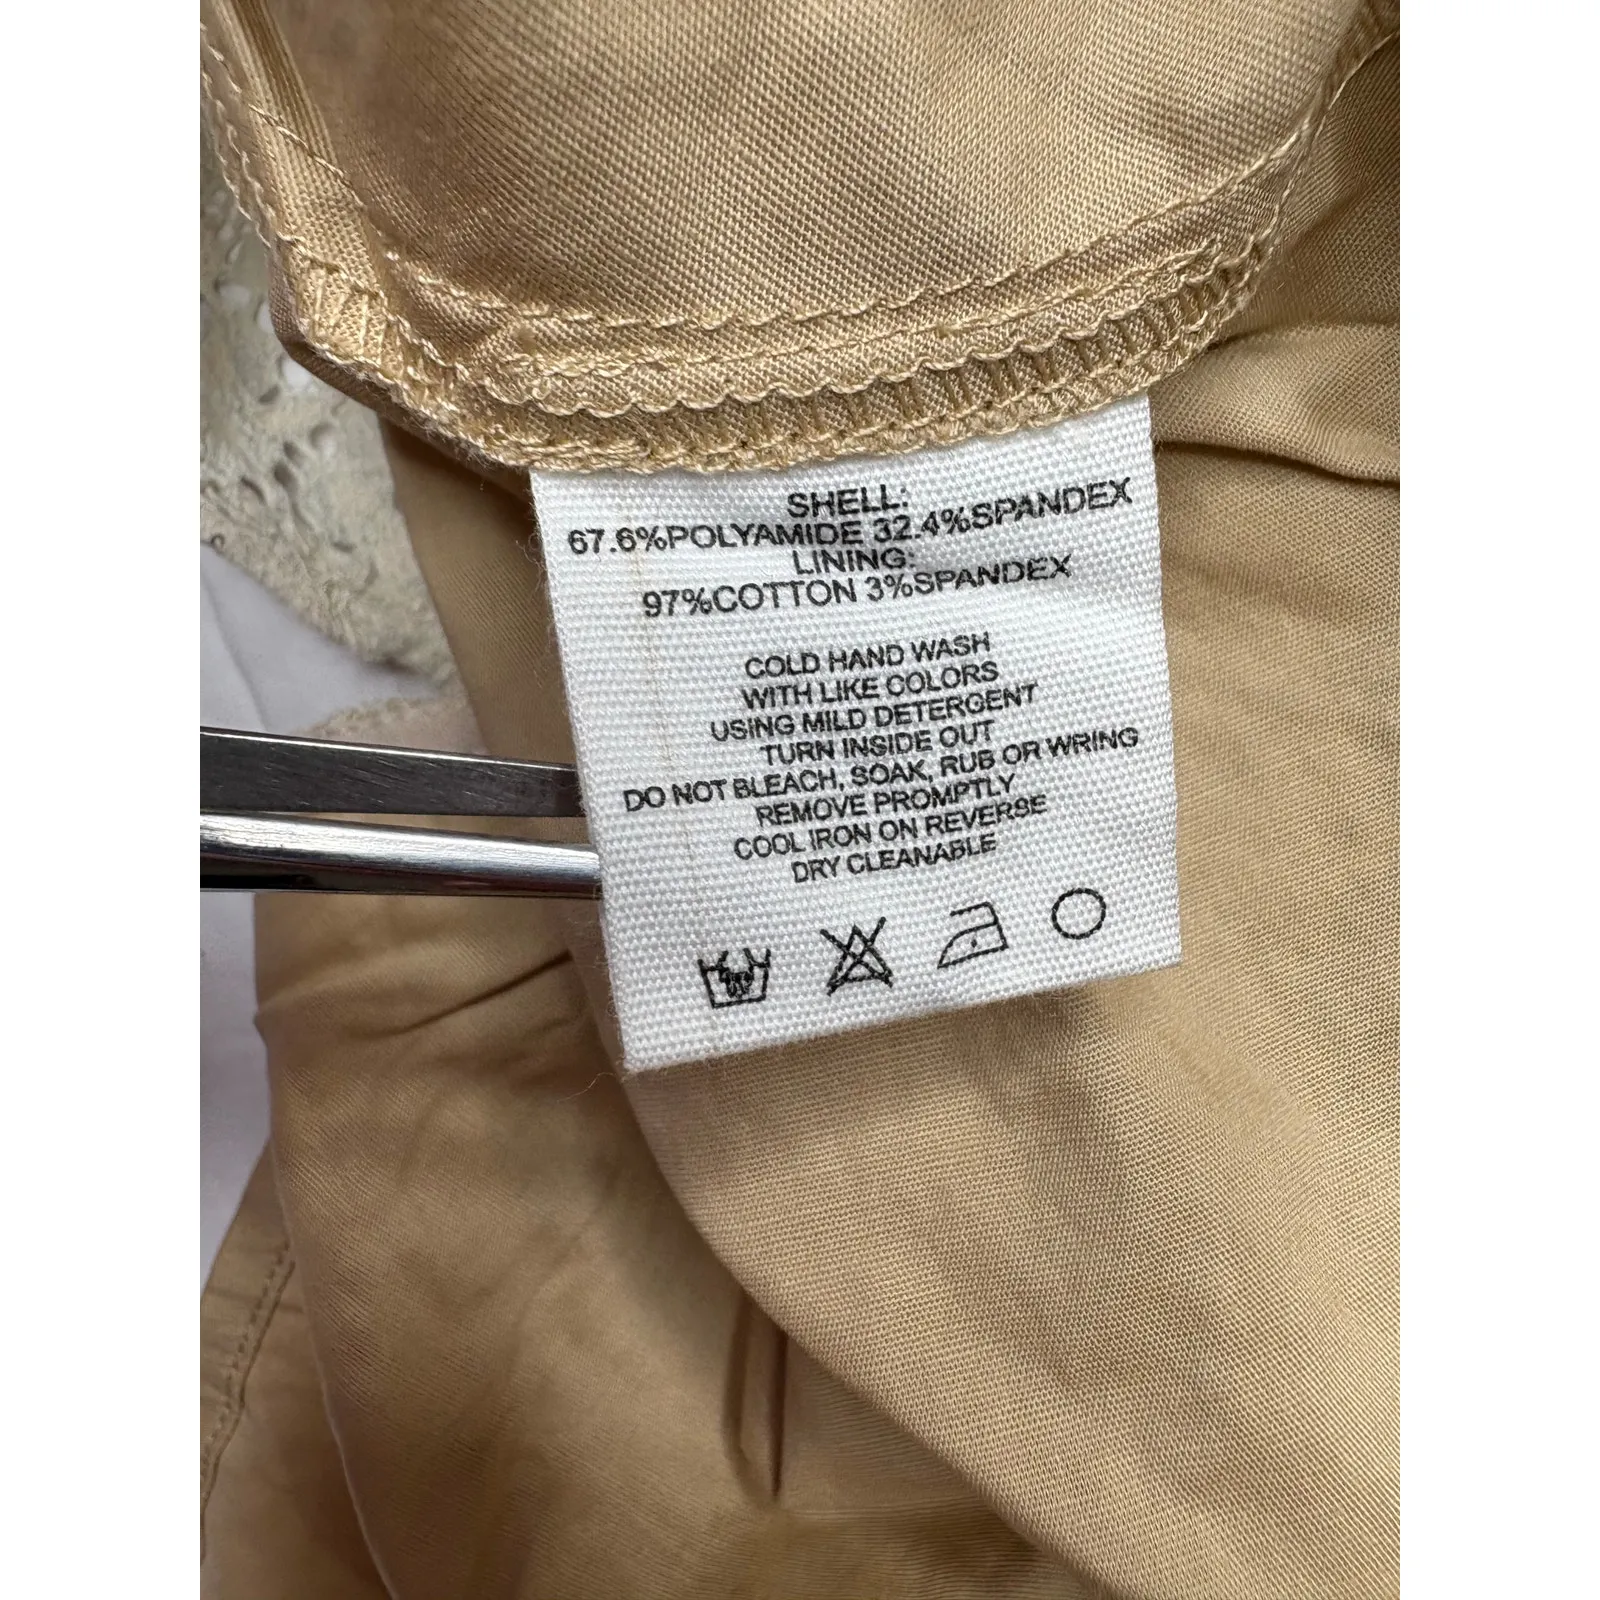 SHELL:
67.6%POLYAMIDE 32.4%SPANDEX
LINING:
97%COTTON 3%SPANDEX
COLD HAND WASH
WITH LIKE COLORS
USING MILD DETERGENT
TURN INSIDE OUT
DO NOT BLEACH, SOAK, RUB OR WRING
REMOVE PROMPTLY
COOL IRON ON REVERSE
DRY CLEANABLE